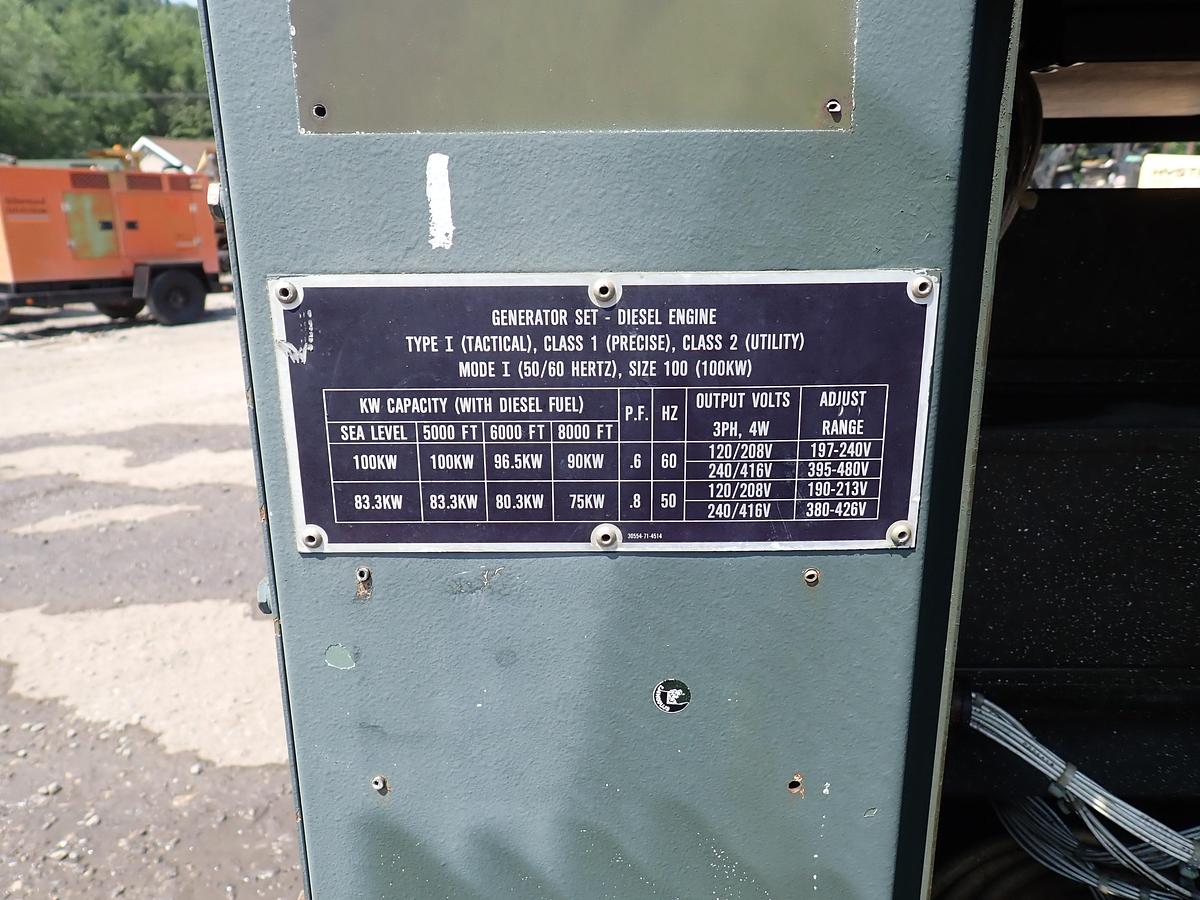 GENERATOR SET - DIESEL ENGINE
TYPE I (TACTICAL), CLASS 1 (PRECISE), CLASS 2 (UTILITY)
MODE I (50/60 HERTZ), SIZE 100 (100KW)
KW CAPACITY (WITH DIESEL FUEL) P.F. HZ OUTPUT VOLTS 3PH, 4W ADJUST RANGE
SEA LEVEL 5000 FT 6000 FT 8000 FT
100KW 100KW 96.5KW 90KW .6 60 120/208V 197-240V
240/416V 395-480V
83.3KW 83.3KW 80.3KW 75KW .8 50 120/208V 190-213V
240/416V 380-426V
30554-71-4514